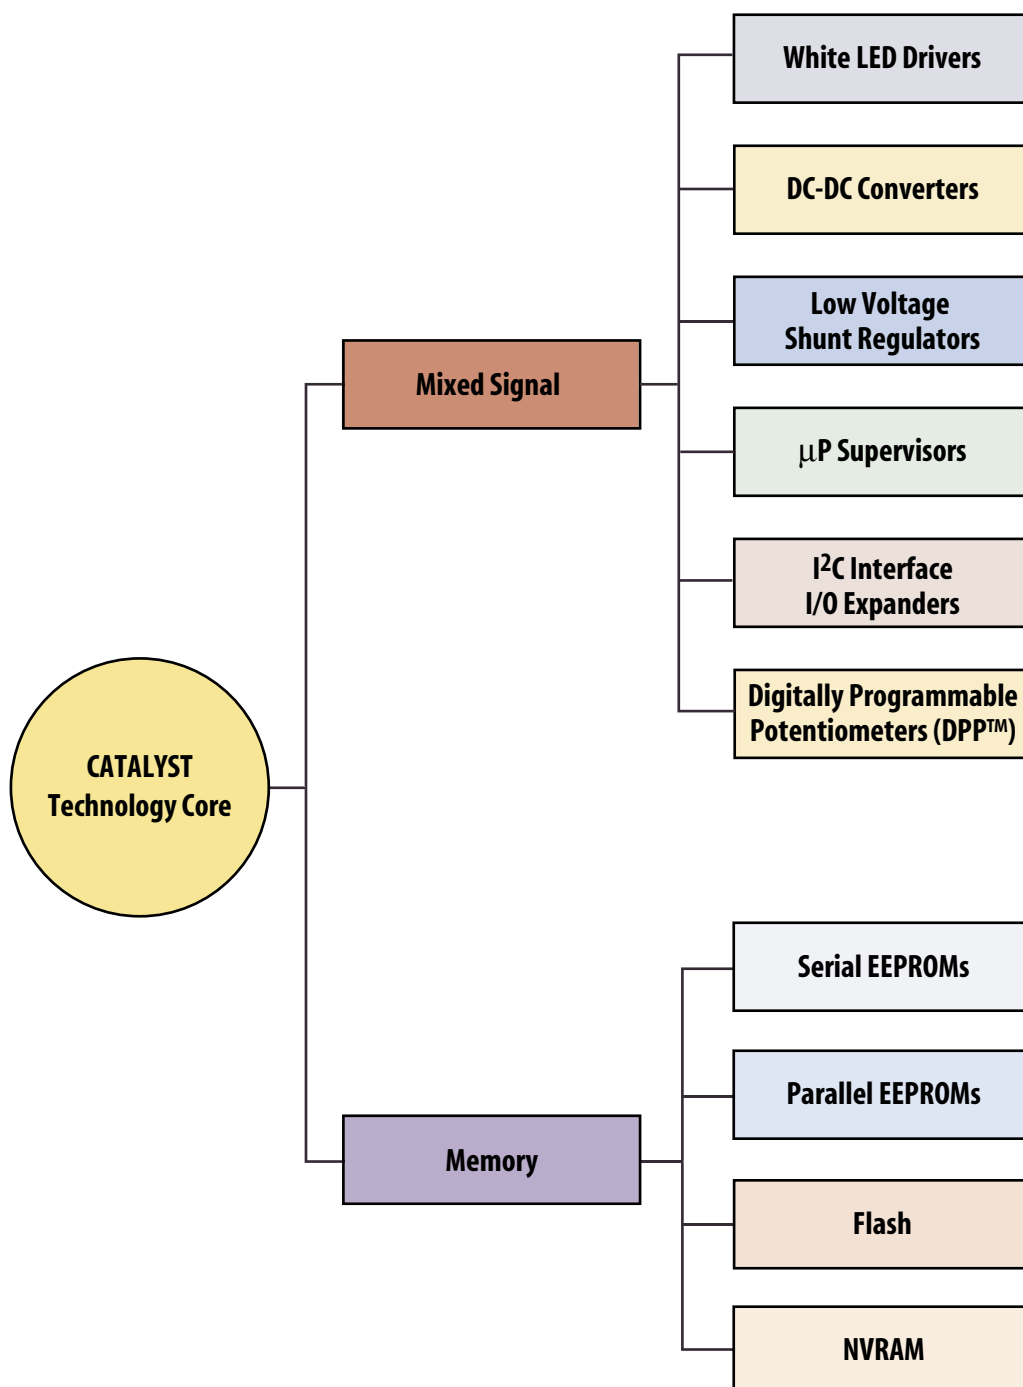 White LED Drivers
DC-DC Converters
Low Voltage
Shunt Regulators
Mixed Signal
µP Supervisors
I²C Interface
I/O Expanders
Digitally Programmable
Potentiometers (DPP™)
CATALYST
Technology Core
Serial EEPROMs
Parallel EEPROMs
Memory
Flash
NVRAM